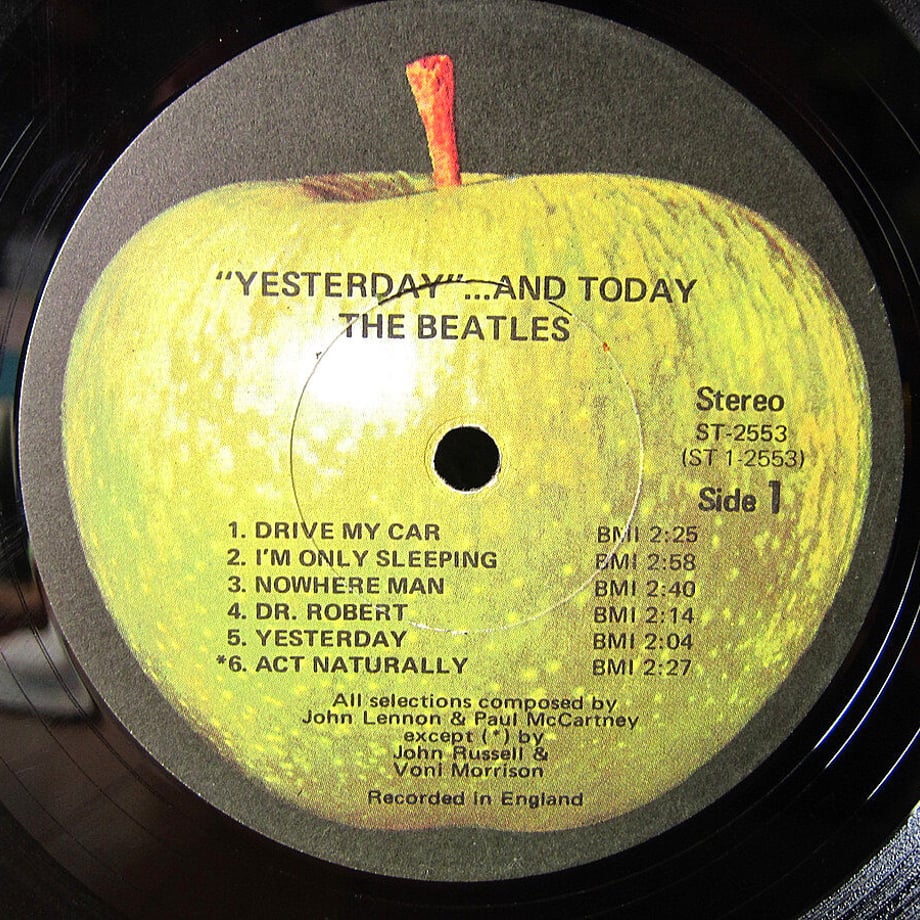 "YESTERDAY"...AND TODAY
THE BEATLES
Stereo
ST-2553
(ST 1-2553)
Side 1
1. DRIVE MY CAR BMI 2:25
2. I'M ONLY SLEEPING BMI 2:58
3. NOWHERE MAN BMI 2:40
4. DR. ROBERT BMI 2:14
5. YESTERDAY BMI 2:04
*6. ACT NATURALLY BMI 2:27
All selections composed by
John Lennon & Paul McCartney
except (*) by
John Russell &
Voni Morrison
Recorded in England